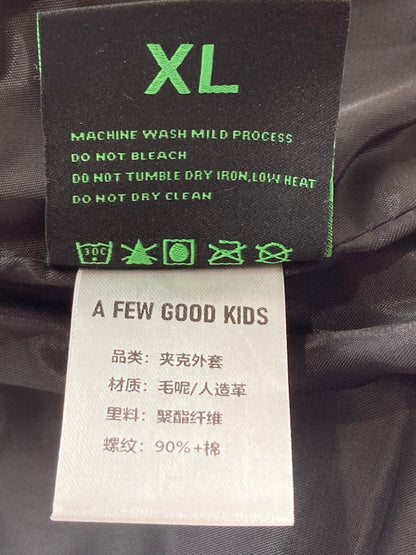 XL
MACHINE WASH MILD PROCESS
DO NOT BLEACH
DO NOT TUMBLE DRY IRON,LOW HEAT
DO NOT DRY CLEAN
30C
A FEW GOOD KIDS
品类: 夹克外套
材质: 毛呢/人造革
里料: 聚酯纤维
螺纹: 90%+棉